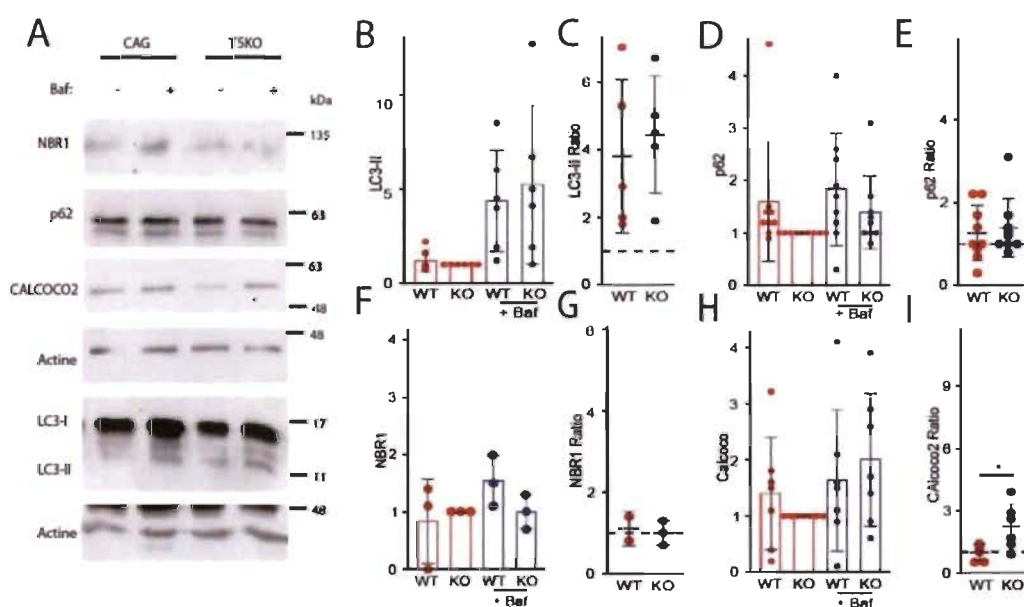 A
CAG T5KO
Baf: - + - +
kDa
NBR1 135
p62 63
63
CALCOCO2
48
48
Actine
LC3-I 17
LC3-II
11
48
Actine
B
10
5
0
LC3-II
WT KO WT KO
+ Baf
C
6
4
2
0
LC3-II Ratio
WT KO
D
4
3
2
1
0
p62
WT KO WT KO
+ Baf
E
4
2
0
p62 Ratio
WT KO
F
4
3
2
1
0
NBR1
WT KO WT KO
+ Baf
G
6
4
2
0
NBR1 Ratio
WT KO
H
4
3
2
1
0
Calcoco
WT KO WT KO
+ Baf
I
9
6
3
0
CAlcoco2 Ratio
WT KO